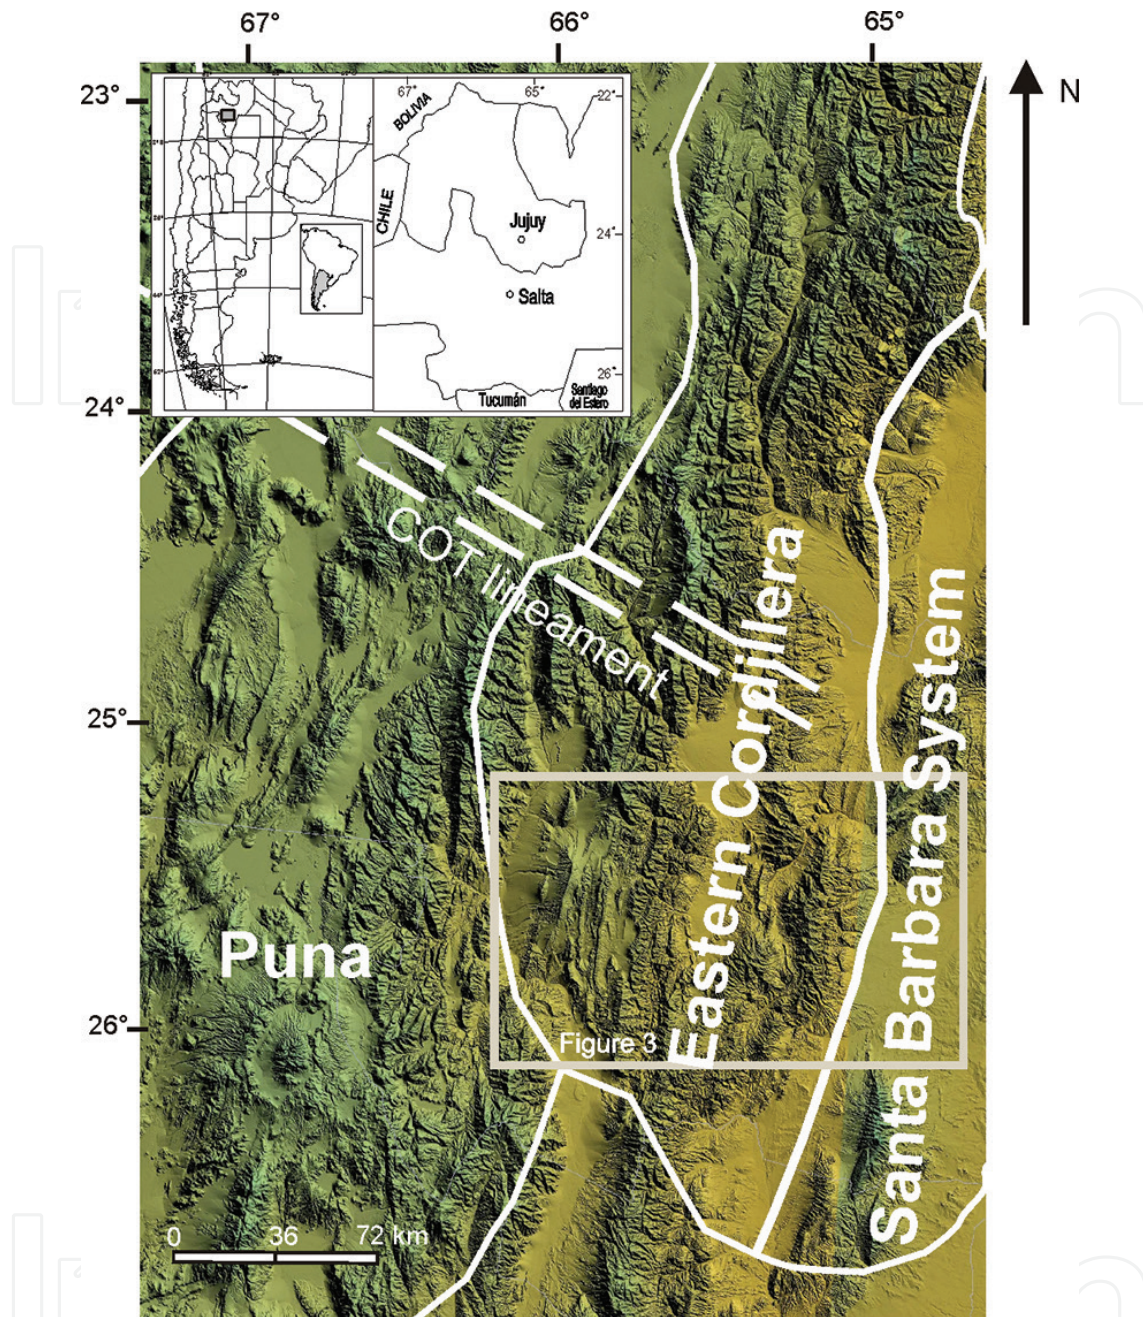 67° 66° 65°
N
23°
24°
25°
26°
67° 65° 22°
BOLIVIA
CHILE
Jujuy
24°
Salta
26°
Tucumán
Santiago
del Estero
COT lineament
Eastern Cordillera
Santa Barbara System
Puna
Figure 3
0 36 72 km